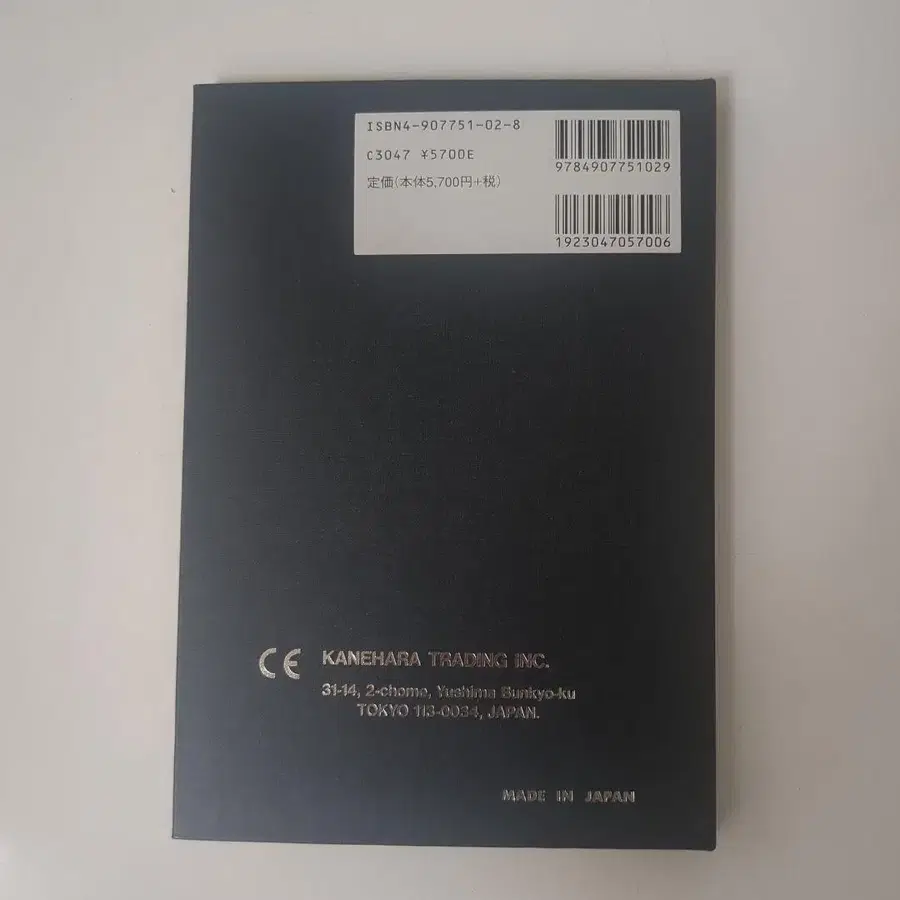 ISBN4-907751-02-8
C3047 ¥5700E
定価(本体5,700円+税)
9784907751029
1923047057006
CE
KANEHARA TRADING INC.
31-14, 2-chome, Yushima Bunkyo-ku
TOKYO 113-0034, JAPAN.
MADE IN JAPAN